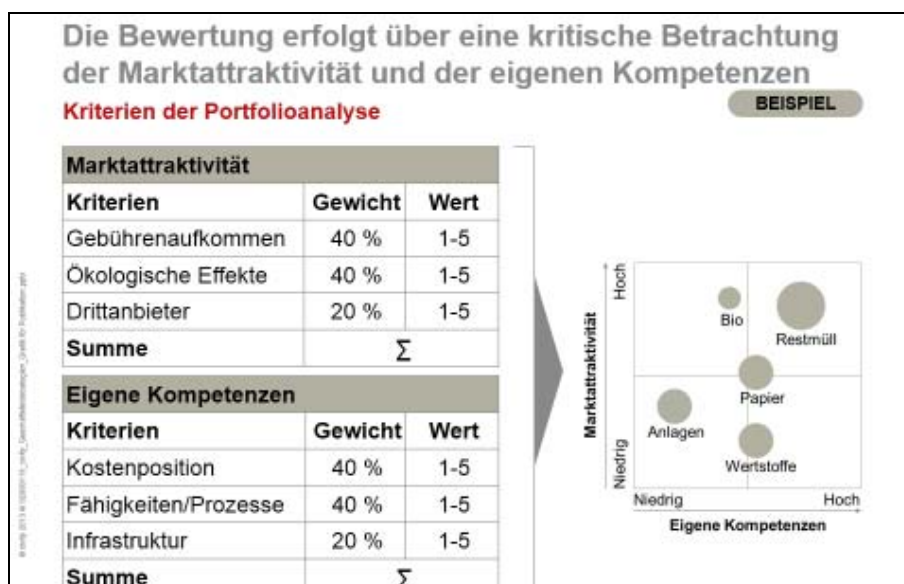 Die Bewertung erfolgt über eine kritische Betrachtung
der Marktattraktivität und der eigenen Kompetenzen
Kriterien der Portfolioanalyse
BEISPIEL
Marktattraktivität
Kriterien Gewicht Wert
Gebührenaufkommen 40 % 1-5
Ökologische Effekte 40 % 1-5
Drittanbieter 20 % 1-5
Summe Σ
Eigene Kompetenzen
Kriterien Gewicht Wert
Kostenposition 40 % 1-5
Fähigkeiten/Prozesse 40 % 1-5
Infrastruktur 20 % 1-5
Summe Σ
Marktattraktivität
Hoch
Niedrig
Bio
Restmüll
Papier
Anlagen
Wertstoffe
Niedrig Hoch
Eigene Kompetenzen